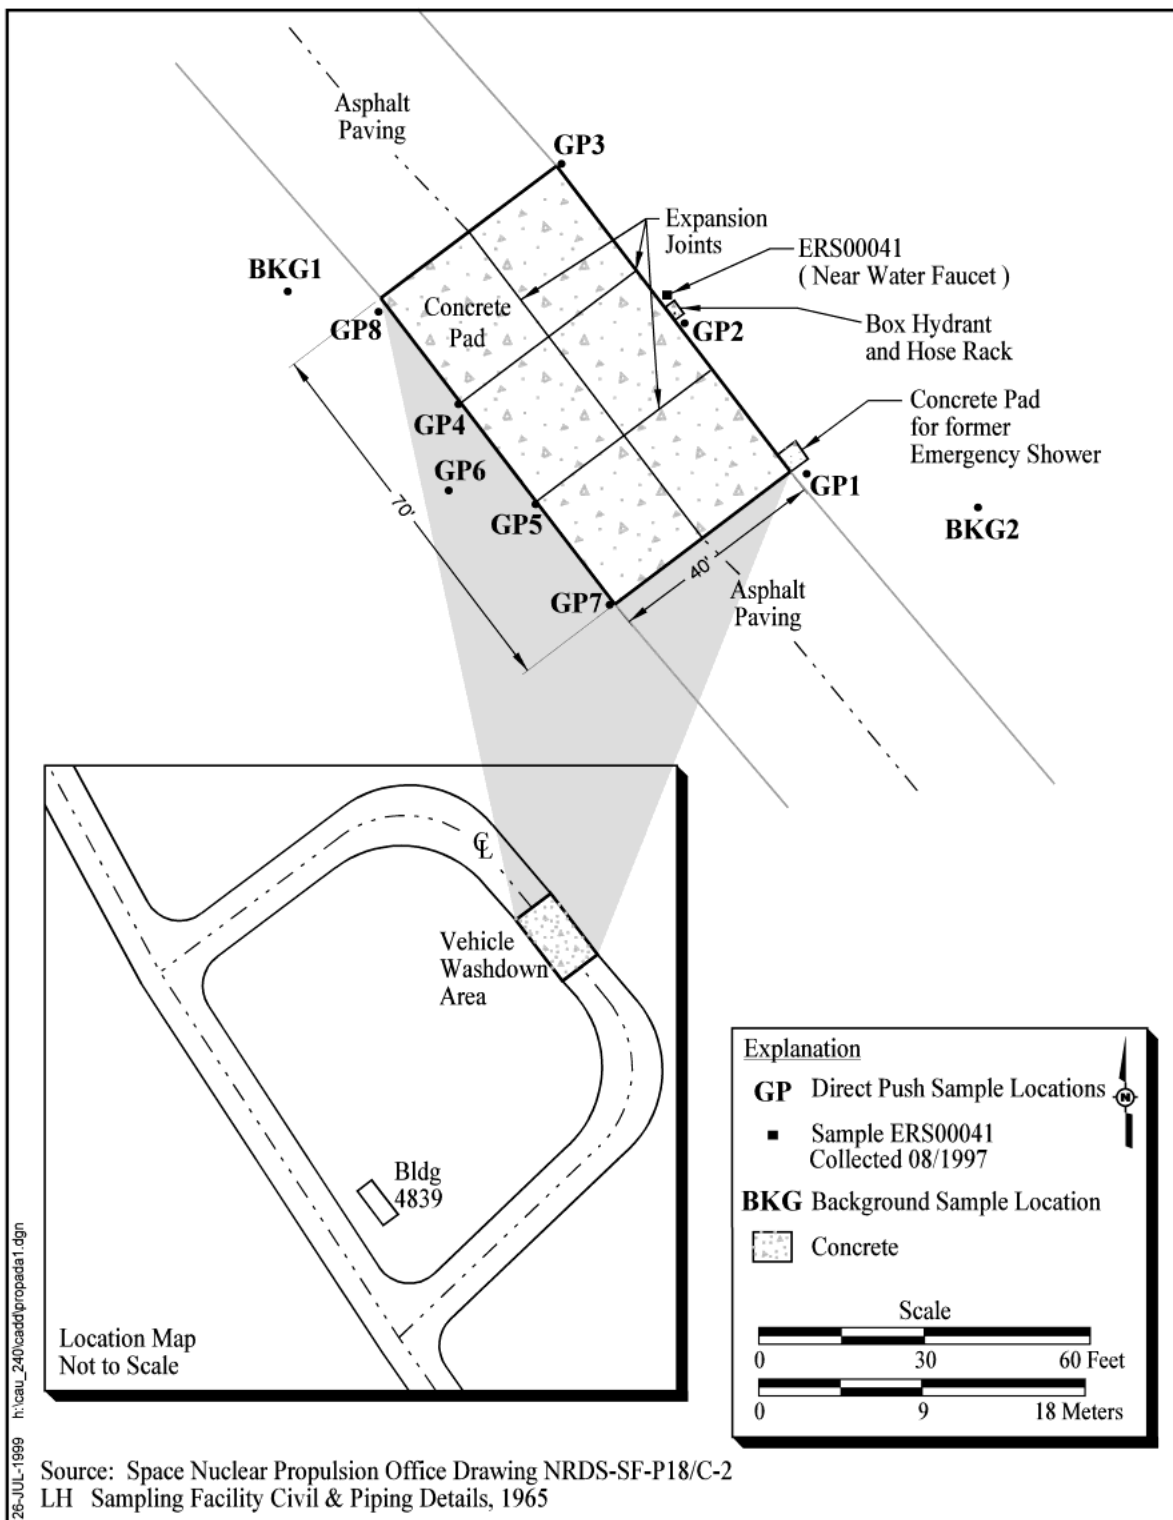 Asphalt
Paving
GP3
Expansion
Joints
ERS00041
( Near Water Faucet )
BKG1
GP8
Concrete
Pad
GP2
Box Hydrant
and Hose Rack
GP4
GP6
Concrete Pad
for former
Emergency Shower
GP1
70'
GP5
BKG2
40'
GP7
Asphalt
Paving
CL
Vehicle
Washdown
Area
Bldg
4839
Location Map
Not to Scale
Explanation
GP Direct Push Sample Locations
N
Sample ERS00041
Collected 08/1997
BKG Background Sample Location
Concrete
Scale
0 30 60 Feet
0 9 18 Meters
26-JUL-1999 h:\cau_240\cadd\propada1.dgn
Source: Space Nuclear Propulsion Office Drawing NRDS-SF-P18/C-2
LH Sampling Facility Civil & Piping Details, 1965